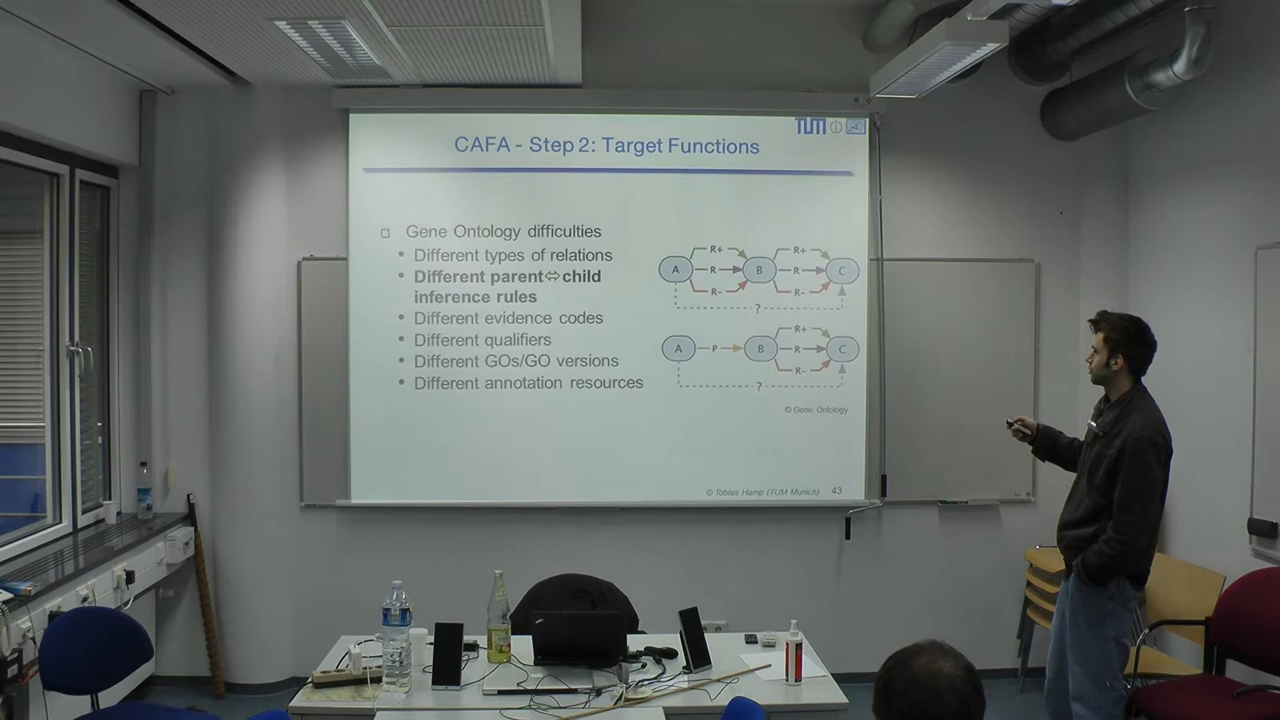 TUM
CAFA - Step 2: Target Functions
Gene Ontology difficulties
• Different types of relations
• Different parent⇔child
inference rules
• Different evidence codes
• Different qualifiers
• Different GOs/GO versions
• Different annotation resources
R+ R+
A R B R C
R- R-
?
R+
A P B R C
R-
?
© Gene Ontology
© Tobias Hamp (TUM Munich) 43